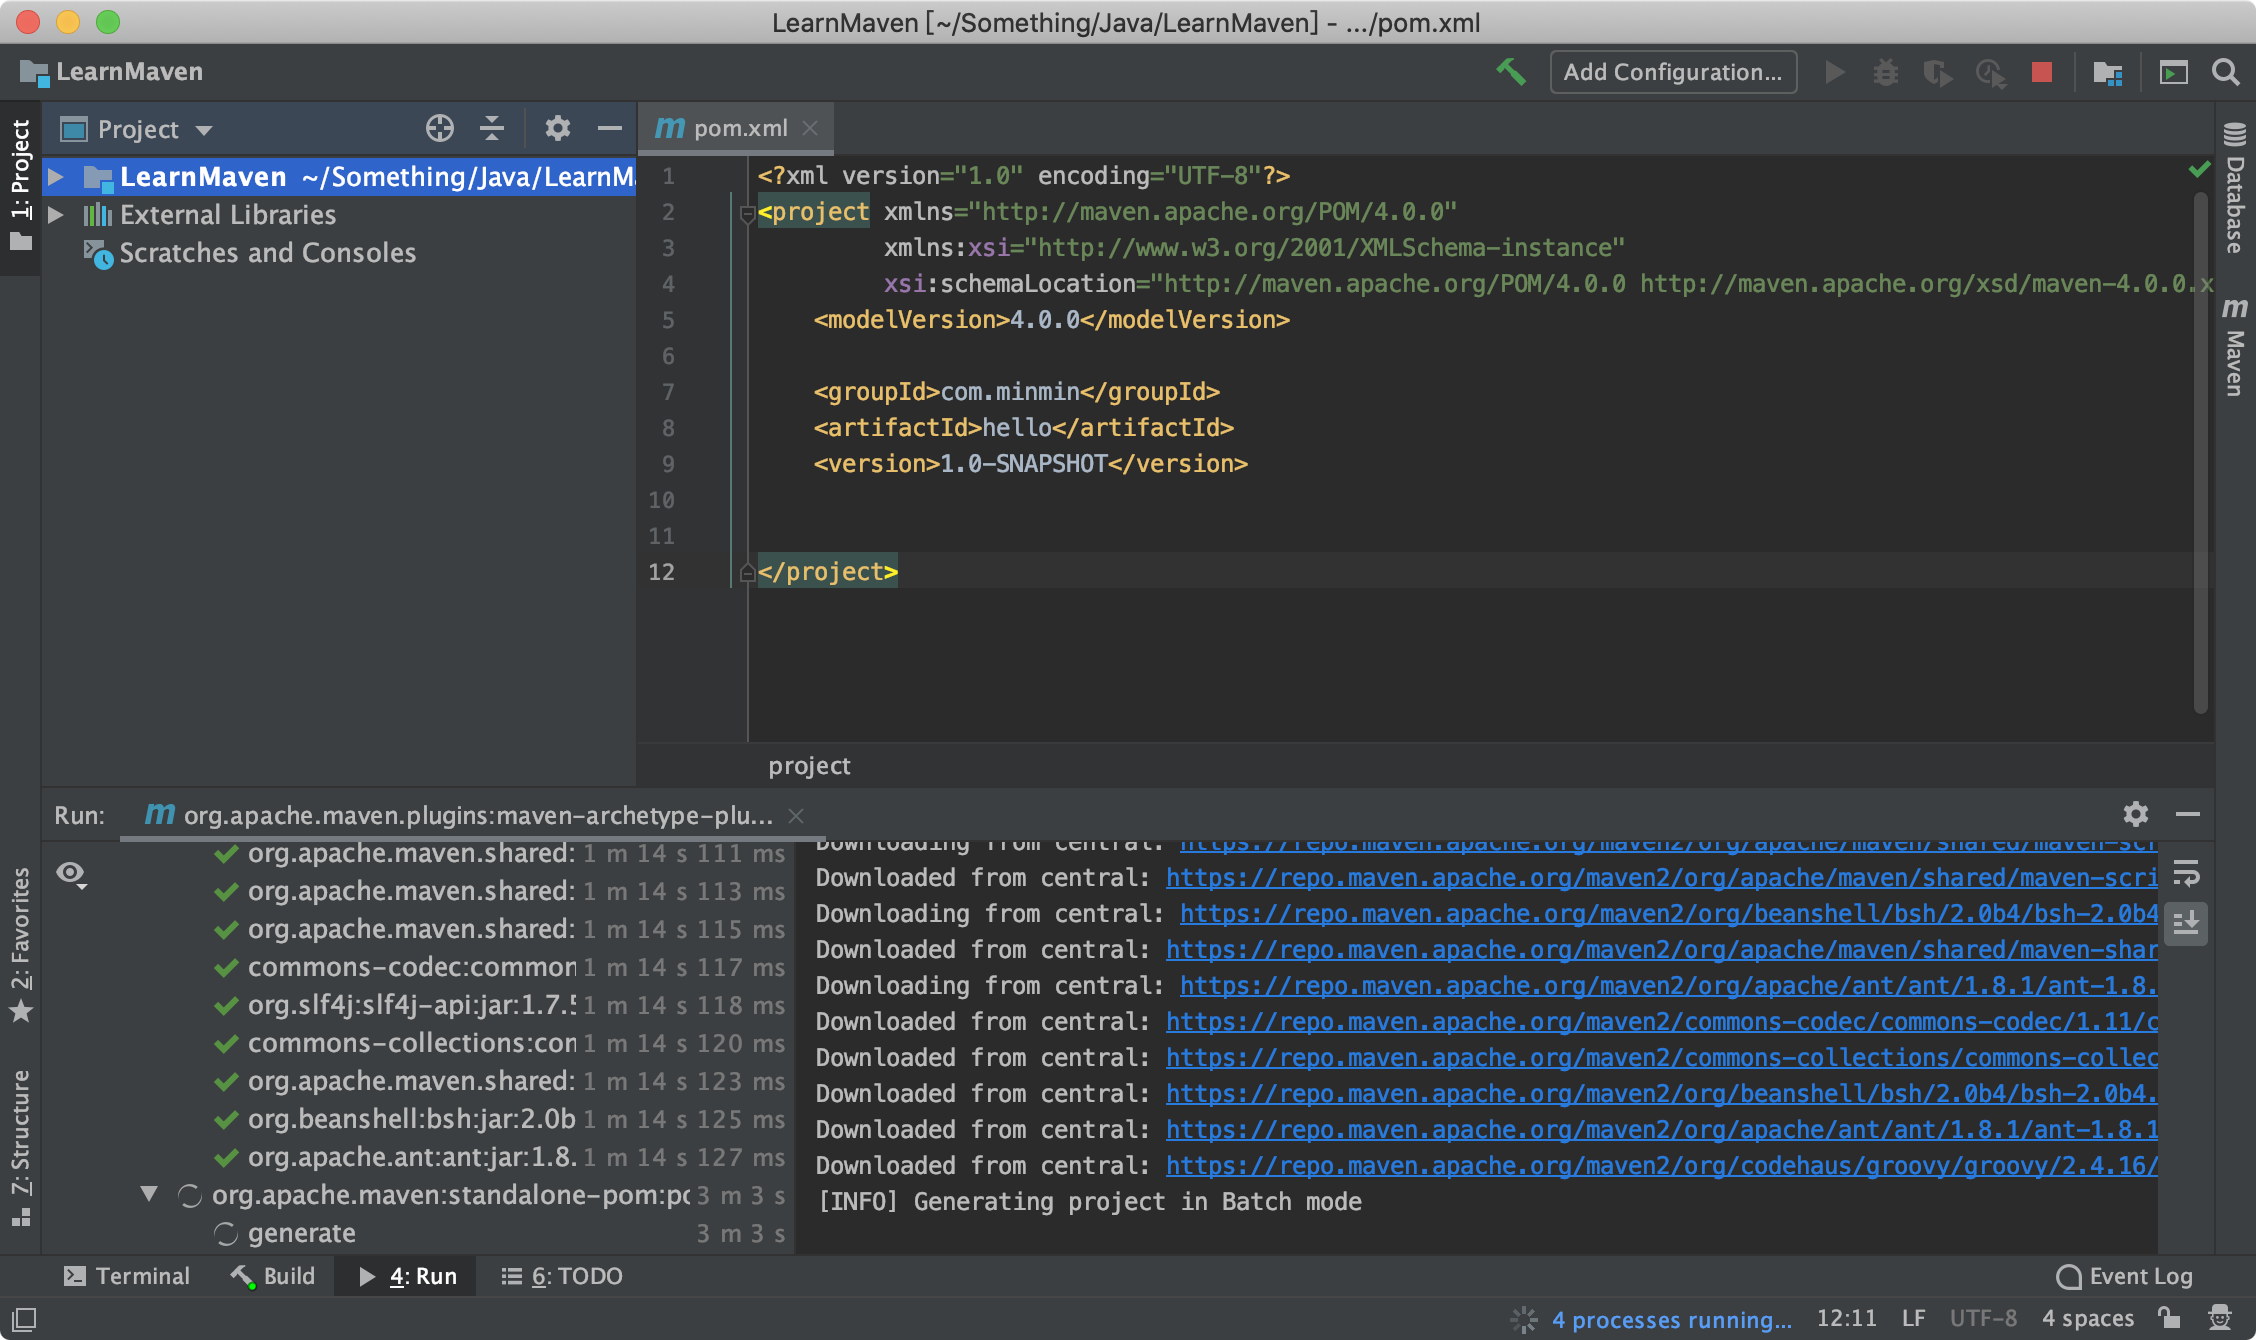 LearnMaven [~/Something/Java/LearnMaven] - .../pom.xml
LearnMaven
Add Configuration...
1: Project
Project
LearnMaven ~/Something/Java/LearnM
External Libraries
Scratches and Consoles
m pom.xml
1 <?xml version="1.0" encoding="UTF-8"?>
2 <project xmlns="http://maven.apache.org/POM/4.0.0"
3 xmlns:xsi="http://www.w3.org/2001/XMLSchema-instance"
4 xsi:schemaLocation="http://maven.apache.org/POM/4.0.0 http://maven.apache.org/xsd/maven-4.0.0.x
5 <modelVersion>4.0.0</modelVersion>
6
7 <groupId>com.minmin</groupId>
8 <artifactId>hello</artifactId>
9 <version>1.0-SNAPSHOT</version>
10
11
12 </project>
project
Database
m Maven
Run: m org.apache.maven.plugins:maven-archetype-plu...
org.apache.maven.shared: 1 m 14 s 111 ms
org.apache.maven.shared: 1 m 14 s 113 ms
org.apache.maven.shared: 1 m 14 s 115 ms
commons-codec:common 1 m 14 s 117 ms
org.slf4j:slf4j-api:jar:1.7.5 1 m 14 s 118 ms
commons-collections:con 1 m 14 s 120 ms
org.apache.maven.shared: 1 m 14 s 123 ms
org.beanshell:bsh:jar:2.0b 1 m 14 s 125 ms
org.apache.ant:ant:jar:1.8. 1 m 14 s 127 ms
org.apache.maven:standalone-pom:pc 3 m 3 s
generate 3 m 3 s
Downloading from central: https://repo.maven.apache.org/maven2/org/apache/maven/shared/maven-scr
Downloaded from central: https://repo.maven.apache.org/maven2/org/apache/maven/shared/maven-scri
Downloading from central: https://repo.maven.apache.org/maven2/org/beanshell/bsh/2.0b4/bsh-2.0b4
Downloaded from central: https://repo.maven.apache.org/maven2/org/apache/maven/shared/maven-shar
Downloading from central: https://repo.maven.apache.org/maven2/org/apache/ant/ant/1.8.1/ant-1.8.
Downloaded from central: https://repo.maven.apache.org/maven2/commons-codec/commons-codec/1.11/c
Downloaded from central: https://repo.maven.apache.org/maven2/commons-collections/commons-collec
Downloaded from central: https://repo.maven.apache.org/maven2/org/beanshell/bsh/2.0b4/bsh-2.0b4.
Downloaded from central: https://repo.maven.apache.org/maven2/org/apache/ant/ant/1.8.1/ant-1.8.1
Downloaded from central: https://repo.maven.apache.org/maven2/org/codehaus/groovy/groovy/2.4.16/
[INFO] Generating project in Batch mode
2: Favorites
7: Structure
Terminal
Build
4: Run
6: TODO
Event Log
4 processes running...
12:11
LF
UTF-8
4 spaces